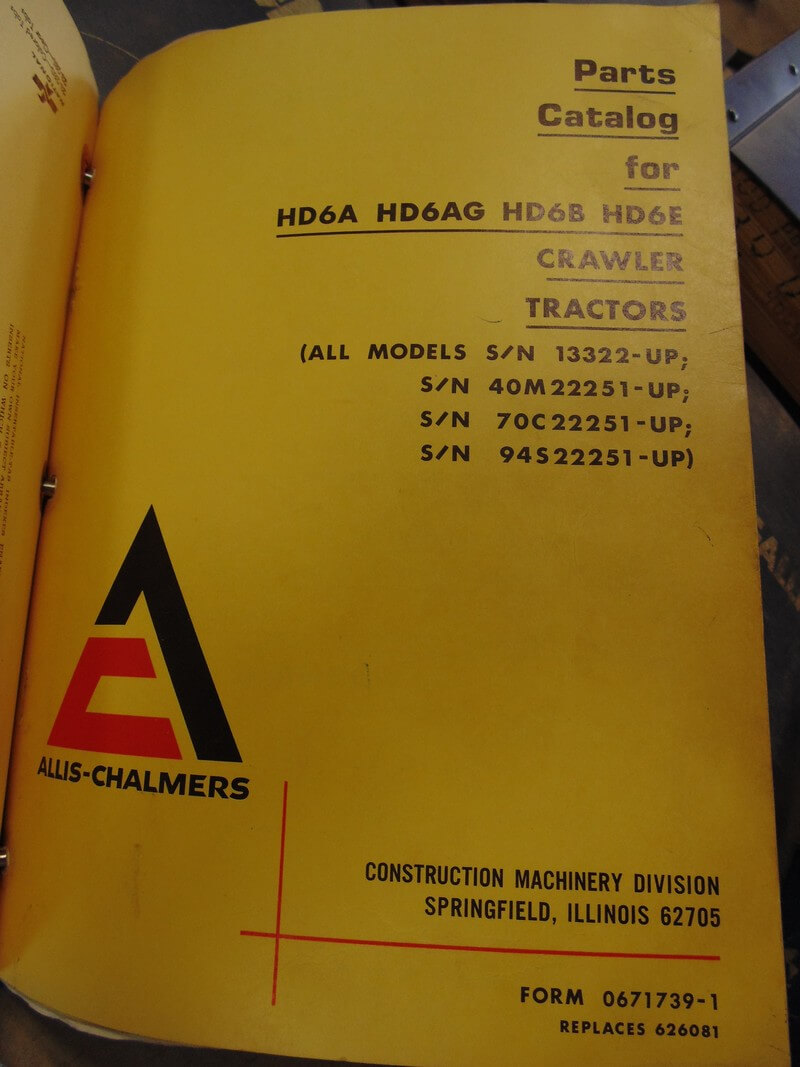 Parts
Catalog
for
HD6A HD6AG HD6B HD6E
CRAWLER
TRACTORS
(ALL MODELS S/N 13322-UP;
S/N 40M22251-UP;
S/N 70C22251-UP;
S/N 94S22251-UP)
ALLIS-CHALMERS
CONSTRUCTION MACHINERY DIVISION
SPRINGFIELD, ILLINOIS 62705
FORM 0671739-1
REPLACES 626081